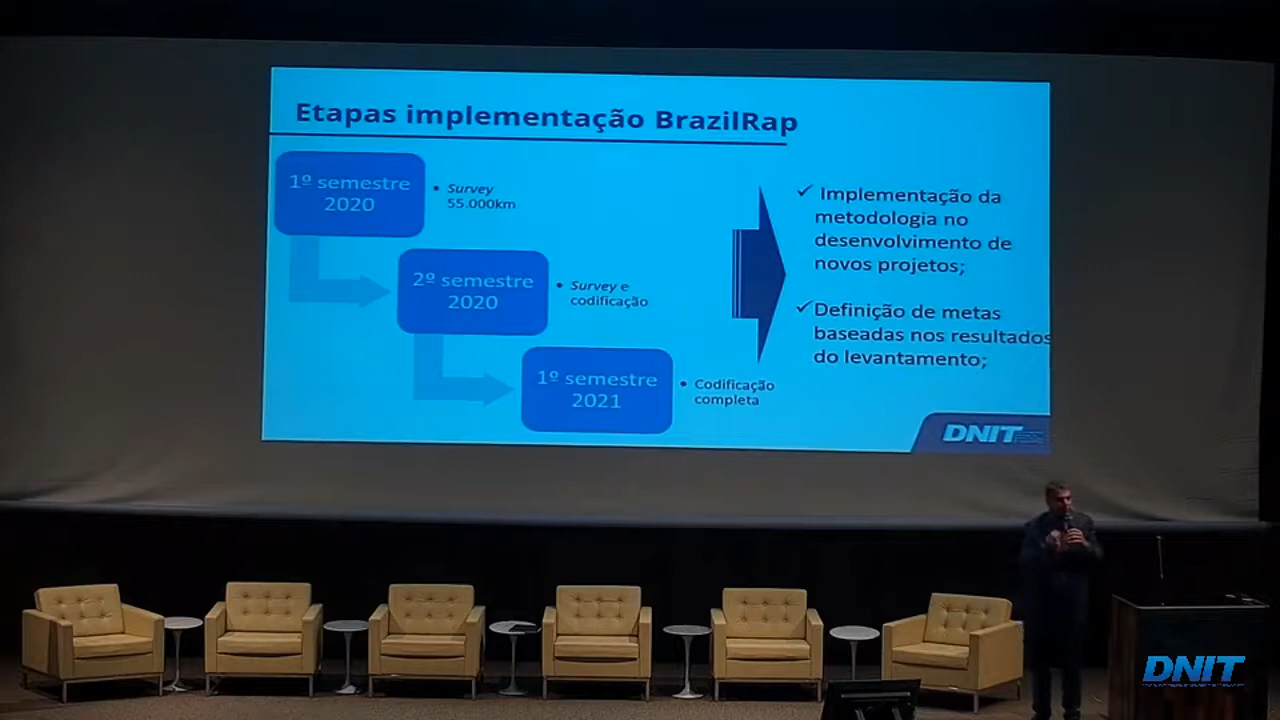 Etapas implementação BrazilRap
1º semestre
2020
• Survey
55.000km
2º semestre
2020
• Survey e
codificação
1º semestre
2021
• Codificação
completa
✓ Implementação da
metodologia no
desenvolvimento de
novos projetos;
✓Definição de metas
baseadas nos resultados
do levantamento;
DNIT
DNIT